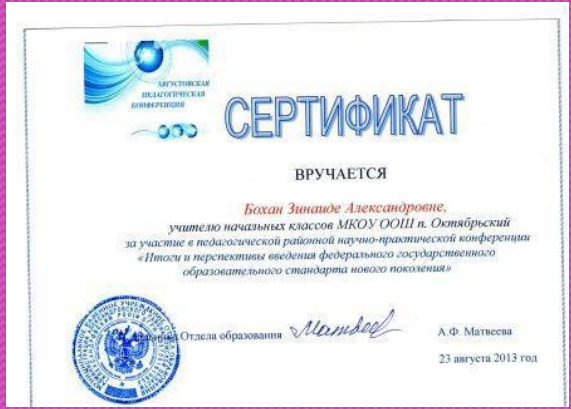 АВГУСТОВСКАЯ
ПЕДАГОГИЧЕСКАЯ
КОНФЕРЕНЦИЯ
СЕРТИФИКАТ
ВРУЧАЕТСЯ
Бохан Зинаиде Александровне,
учителю начальных классов МКОУ ООШ п. Октябрьский
за участие в педагогической районной научно-практической конференции
«Итоги и перспективы введения федерального государственного
образовательного стандарта нового поколения»
Отдела образования А.Ф. Матвеева
23 августа 2013 год